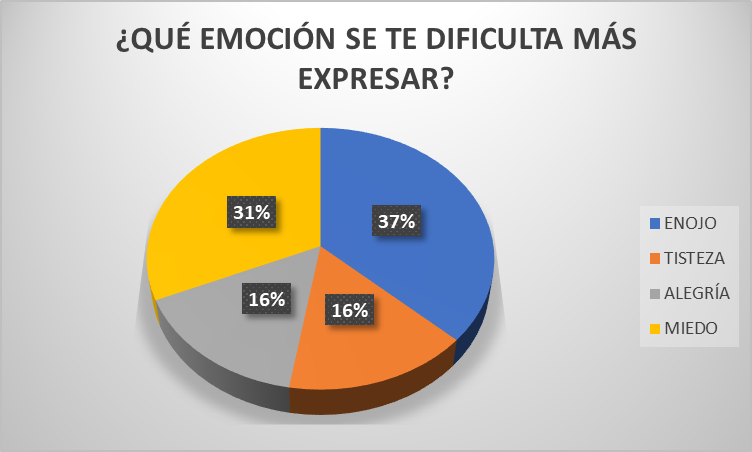 ¿QUÉ EMOCIÓN SE TE DIFICULTA MÁS
EXPRESAR?
31%
37%
16%
16%
ENOJO
TISTEZA
ALEGRÍA
MIEDO